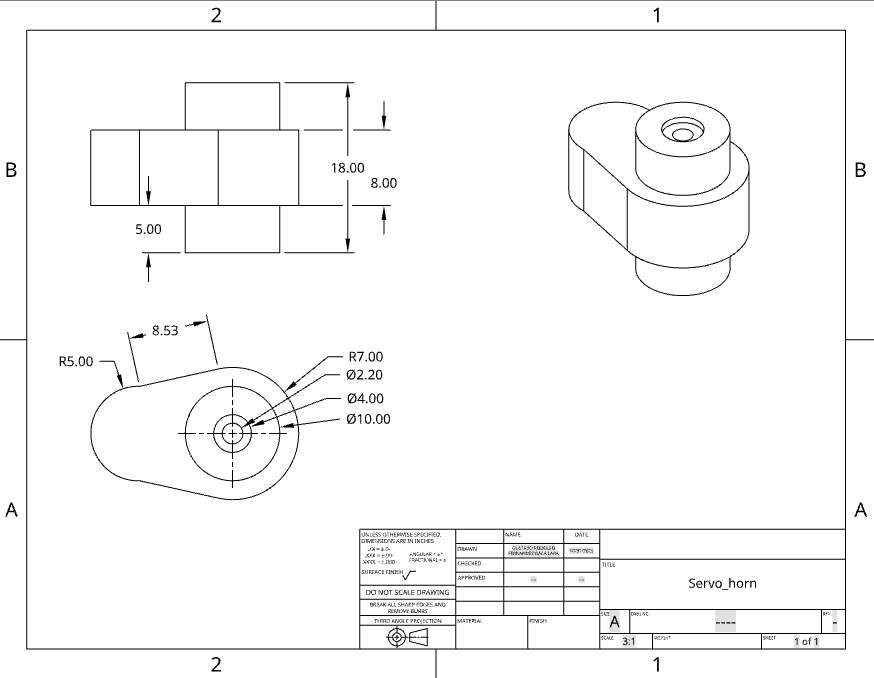 2
1
B
B
18.00
8.00
5.00
8.53
R5.00
R7.00
Ø2.20
Ø4.00
Ø10.00
A
A
UNLESS OTHERWISE SPECIFIED,
DIMENSIONS ARE IN INCHES
ANGULAR = ±°
FRACTIONAL = ±
SURFACE FINISH
DO NOT SCALE DRAWING
BREAK ALL SHARP EDGES AND
REMOVE BURRS
THIRD ANGLE PROJECTION
NAME
DATE
DRAWN
CHECKED
APPROVED
MATERIAL
FINISH
TITLE
Servo_horn
SIZE
A
DWG NO.
----
REV.
-
SCALE
3:1
WEIGHT
SHEET
1 of 1
2
1